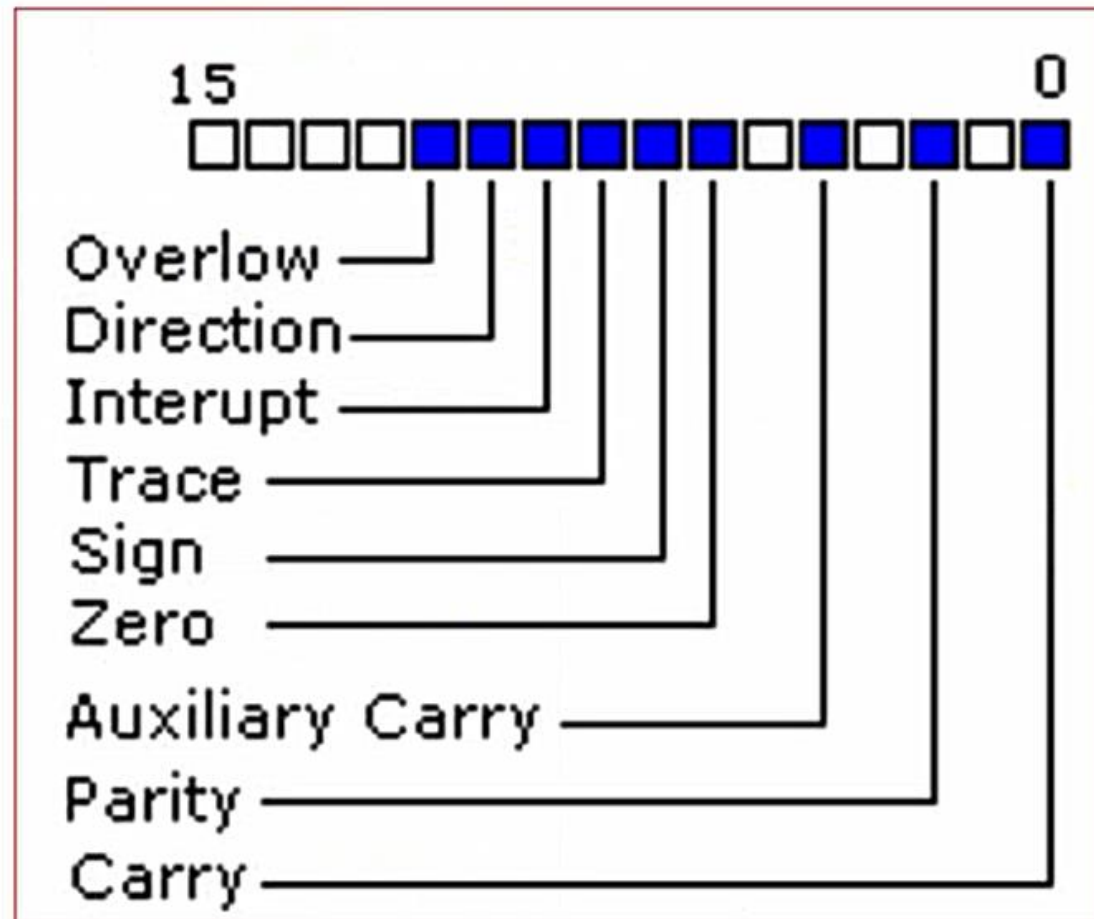 15 0
Overlow
Direction
Interupt
Trace
Sign
Zero
Auxiliary Carry
Parity
Carry